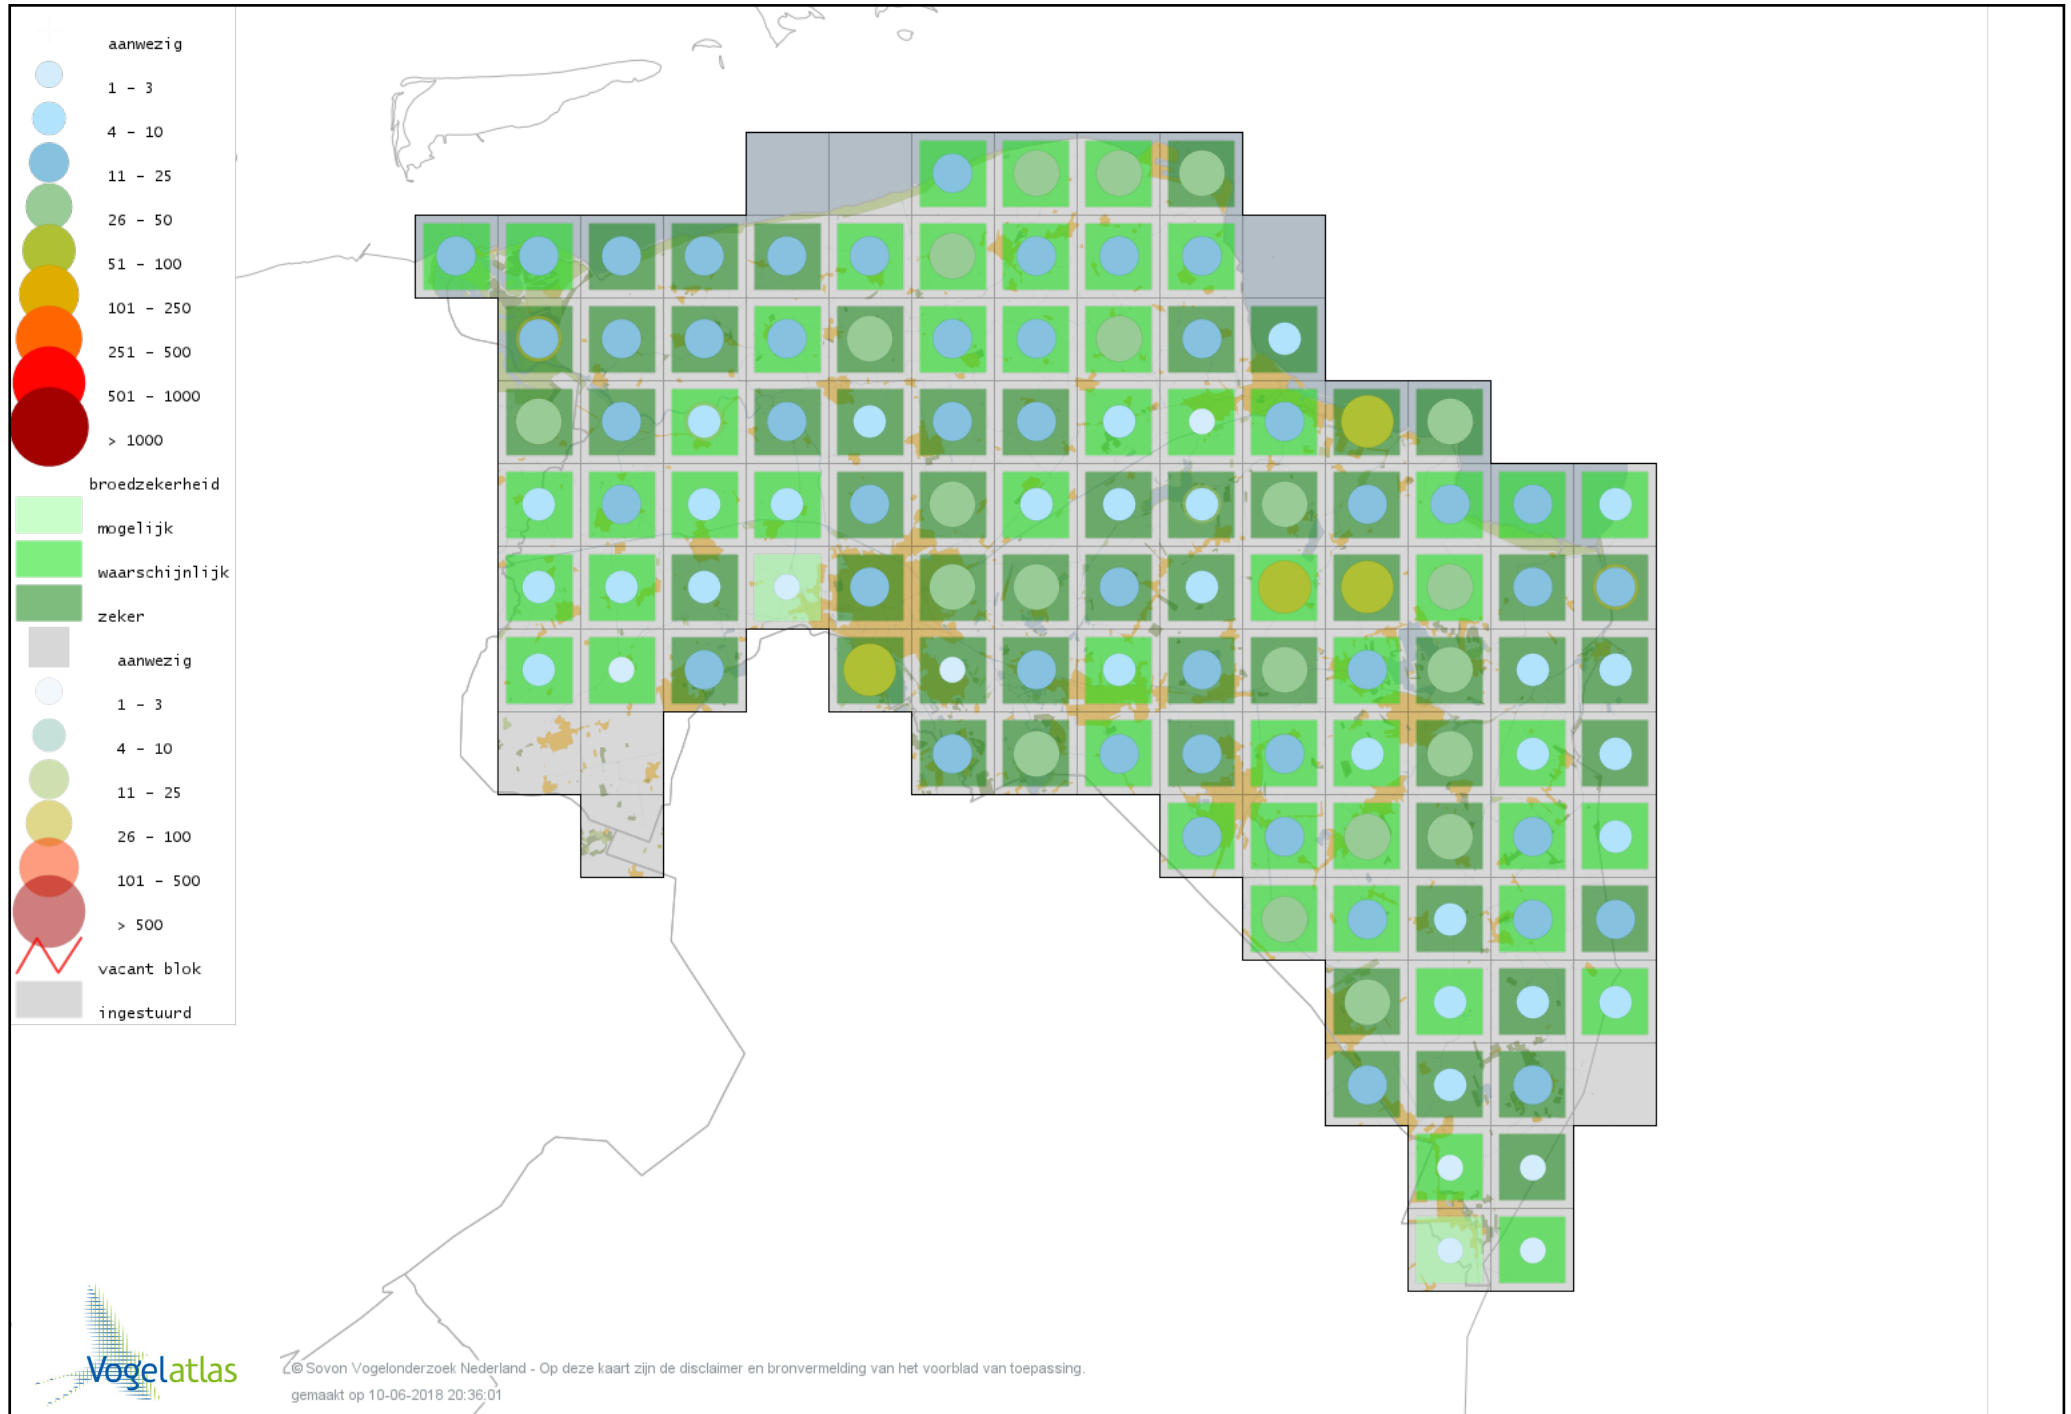 aanwezig
1 - 3
4 - 10
11 - 25
26 - 50
51 - 100
101 - 250
251 - 500
501 - 1000
> 1000
broedzekerheid
mogelijk
waarschijnlijk
zeker
aanwezig
1 - 3
4 - 10
11 - 25
26 - 100
101 - 500
> 500
vacant blok
ingestuurd
Vogelatlas
© Sovon Vogelonderzoek Nederland - Op deze kaart zijn de disclaimer en bronvermelding van het voorblad van toepassing.
gemaakt op 10-06-2018 20:36:01